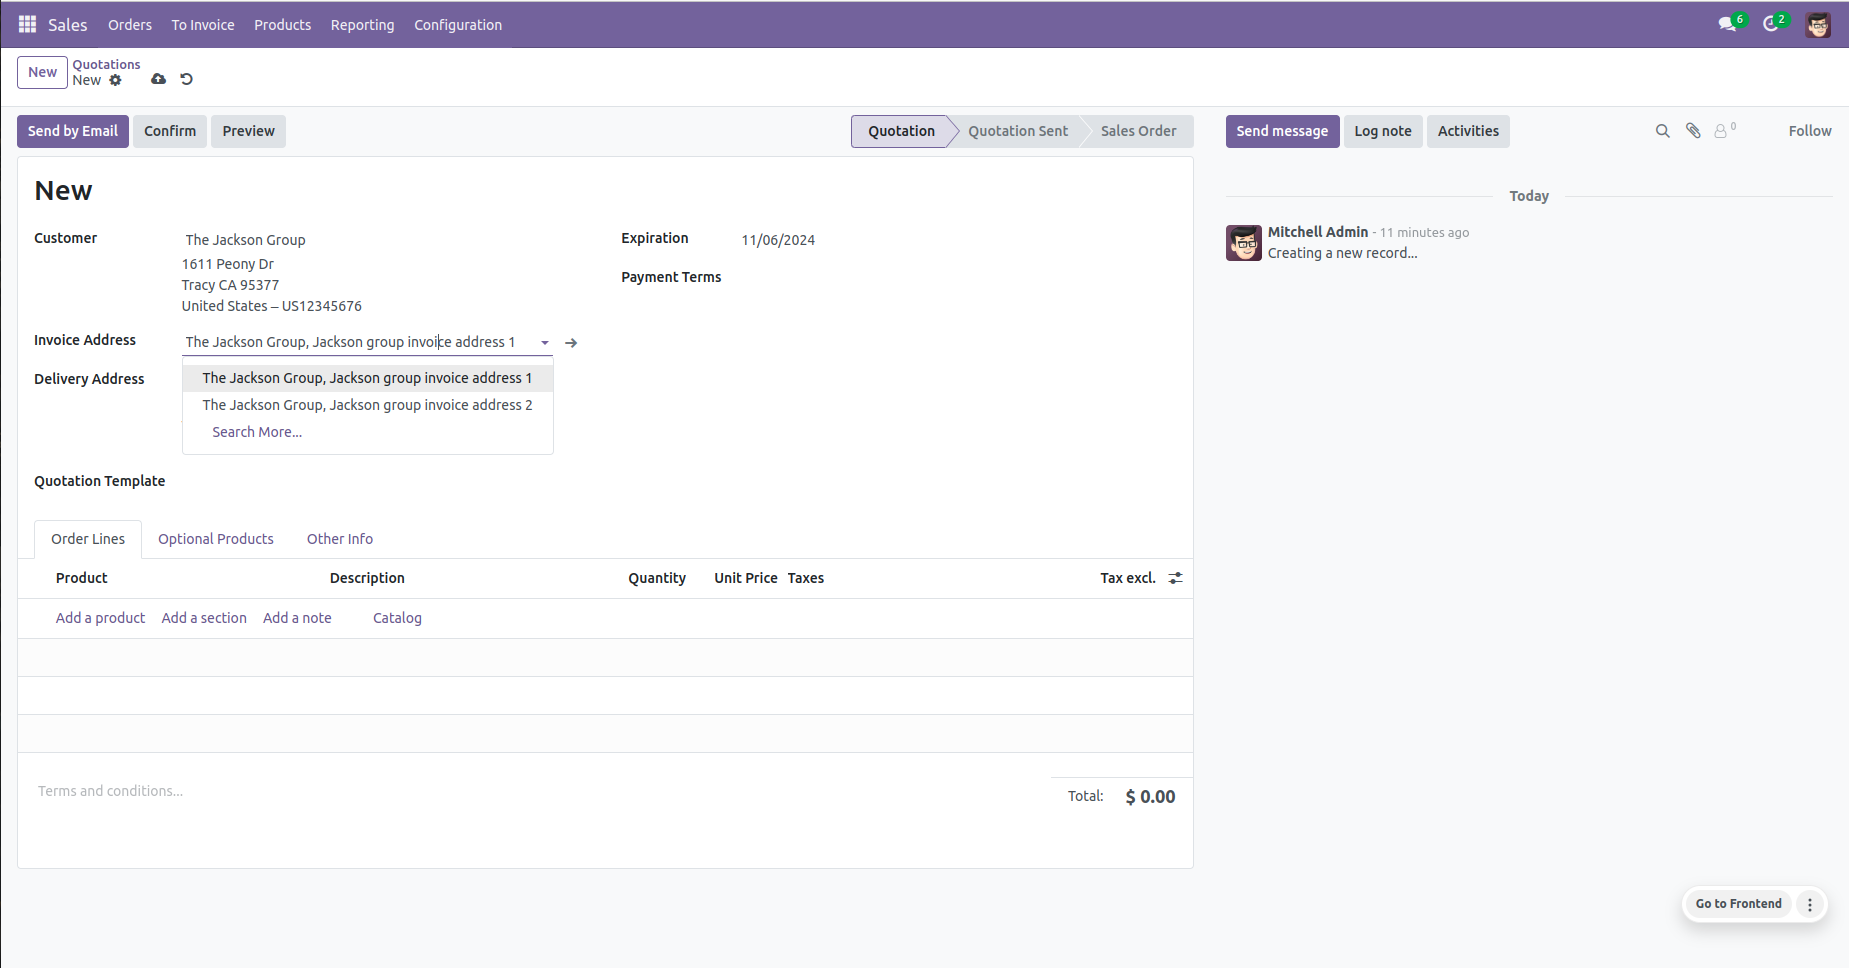 Sales Orders To Invoice Products Reporting Configuration 6 2
New Quotations
New
Send by Email Confirm Preview Quotation Quotation Sent Sales Order Send message Log note Activities 0 Follow
New
Today
Customer The Jackson Group Expiration 11/06/2024
Mitchell Admin - 11 minutes ago
Creating a new record...
1611 Peony Dr
Tracy CA 95377
United States – US12345676
Payment Terms
Invoice Address The Jackson Group, Jackson group invoice address 1
Delivery Address The Jackson Group, Jackson group invoice address 1
The Jackson Group, Jackson group invoice address 2
Search More...
Quotation Template
Order Lines Optional Products Other Info
Product Description Quantity Unit Price Taxes Tax excl.
Add a product Add a section Add a note Catalog
Terms and conditions...
Total: $ 0.00
Go to Frontend